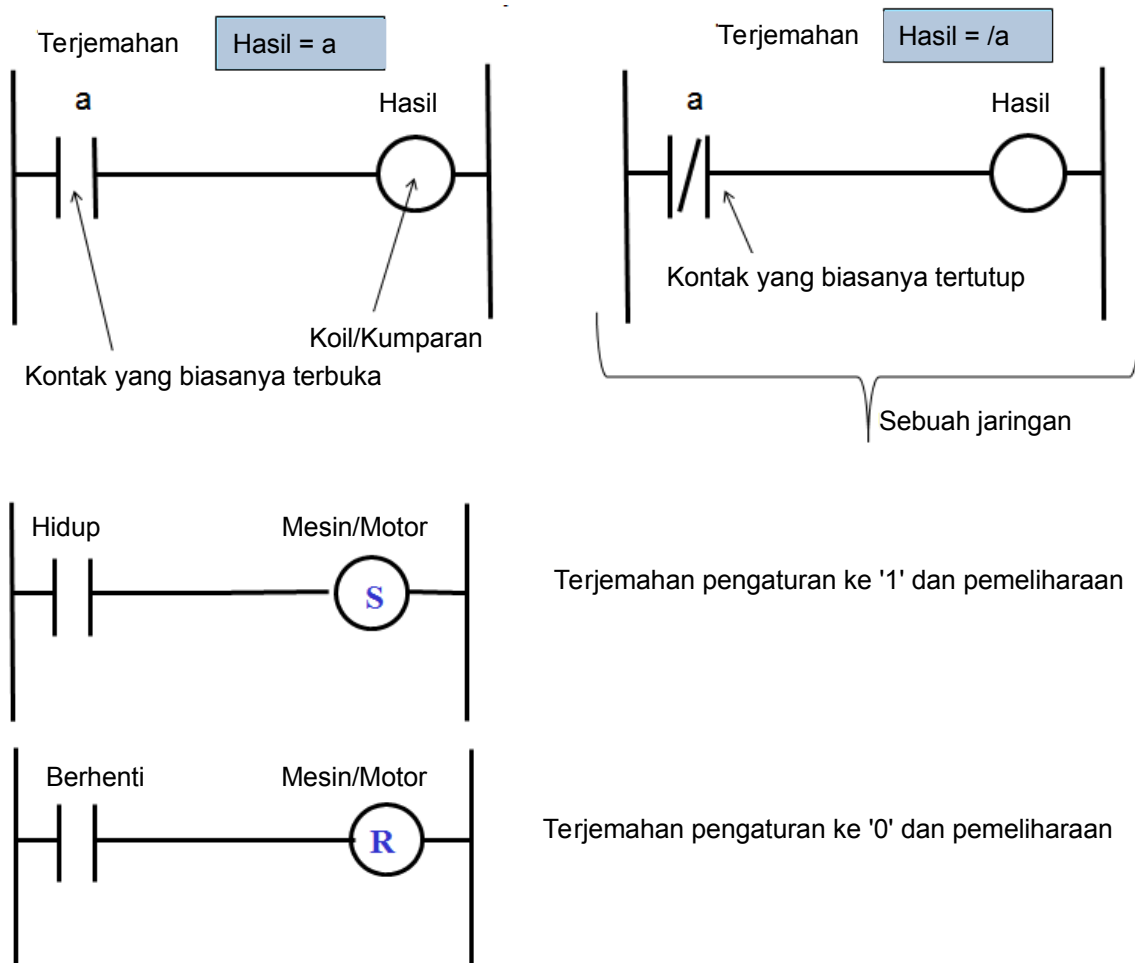 Terjemahan
Hasil = a
a
Hasil
Koil/Kumparan
Kontak yang biasanya terbuka
Terjemahan
Hasil = /a
a
Hasil
Kontak yang biasanya tertutup
Sebuah jaringan
Hidup
Mesin/Motor
S
Terjemahan pengaturan ke '1' dan pemeliharaan
Berhenti
Mesin/Motor
R
Terjemahan pengaturan ke '0' dan pemeliharaan